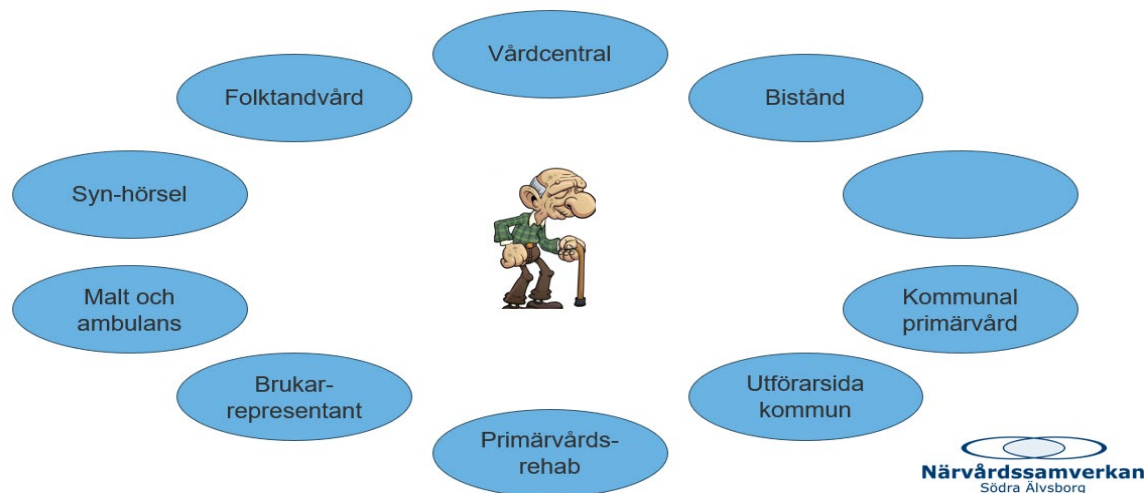 Vårdcentral
Folktandvård
Bistånd
Syn-hörsel
Malt och
ambulans
Kommunal
primärvård
Brukar-
representant
Utförarsida
kommun
Primärvårds-
rehab
Närvårdssamverkan
Södra Älvsborg